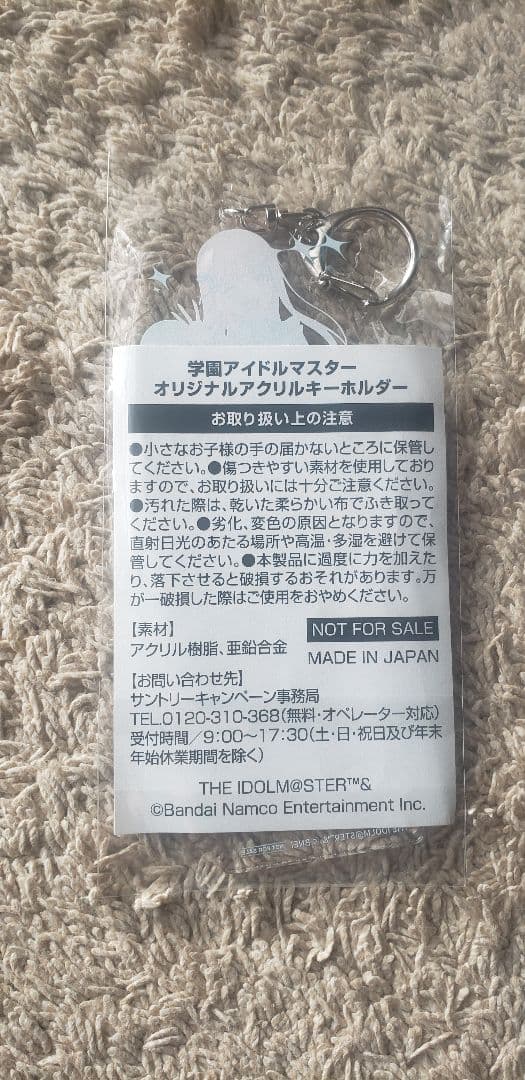 学園アイドルマスター
オリジナルアクリルキーホルダー
お取り扱い上の注意
●小さなお子様の手の届かないところに保管し
てください。●傷つきやすい素材を使用しており
ますので、お取り扱いには十分ご注意ください。
●汚れた際は、乾いた柔らかい布でふき取って
ください。●劣化、変色の原因となりますので、
直射日光のあたる場所や高温・多湿を避けて保
管してください。●本製品に過度に力を加えた
り、落下させると破損するおそれがあります。万
が一破損した際はご使用をおやめください。
【素材】
アクリル樹脂、亜鉛合金
NOT FOR SALE
MADE IN JAPAN
【お問い合わせ先】
サントリーキャンペーン事務局
TEL.0120-310-368(無料・オペレーター対応)
受付時間/9:00〜17:30(土・日・祝日及び年末
年始休業期間を除く)
THE IDOLM@STER™&
©Bandai Namco Entertainment Inc.
THE IDOLM@STER™& ©BNEI NOT FOR SALE